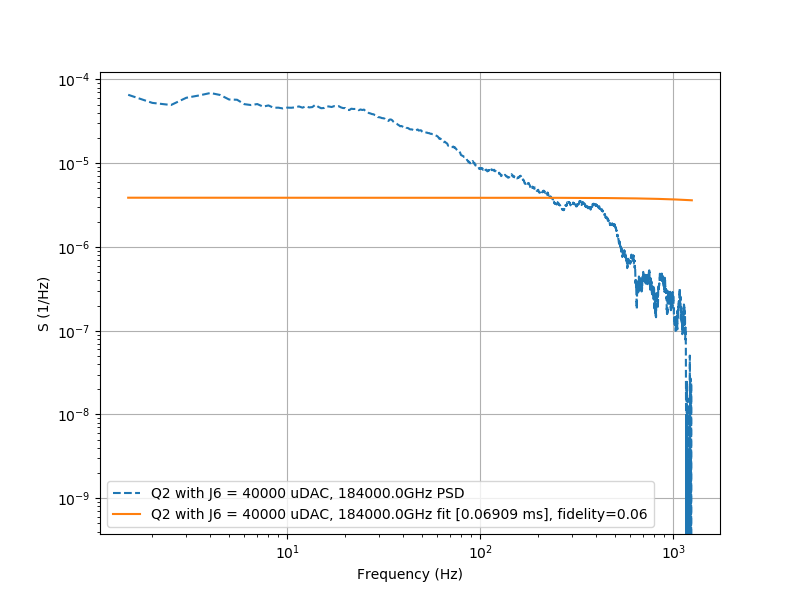 10⁻⁴
10⁻⁵
10⁻⁶
10⁻⁷
10⁻⁸
10⁻⁹
S (1/Hz)
Q2 with J6 = 40000 uDAC, 184000.0GHz PSD
Q2 with J6 = 40000 uDAC, 184000.0GHz fit [0.06909 ms], fidelity=0.06
10¹ 10² 10³
Frequency (Hz)